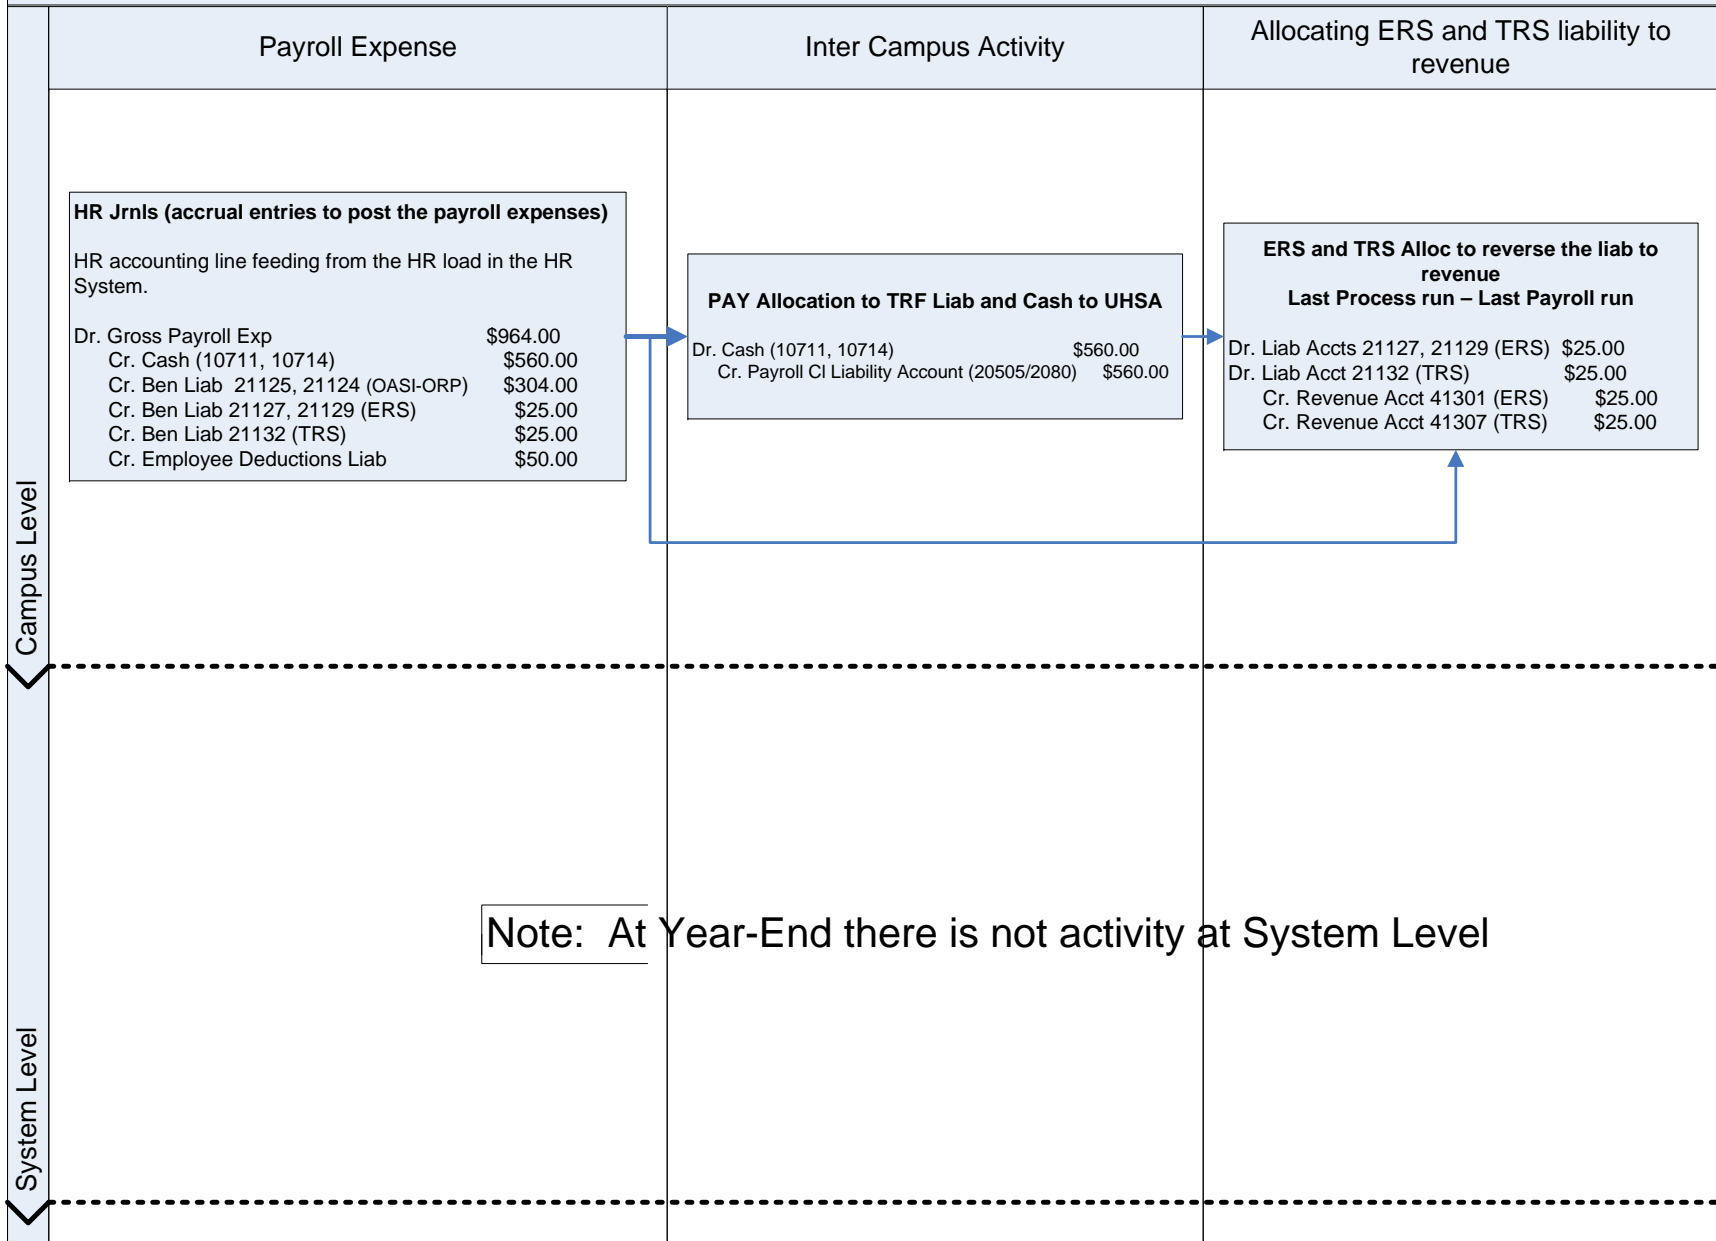 Payroll Expense
Inter Campus Activity
Allocating ERS and TRS liability to
revenue
HR Jrnls (accrual entries to post the payroll expenses)
HR accounting line feeding from the HR load in the HR
System.
Dr. Gross Payroll Exp $964.00
Cr. Cash (10711, 10714) $560.00
Cr. Ben Liab 21125, 21124 (OASI-ORP) $304.00
Cr. Ben Liab 21127, 21129 (ERS) $25.00
Cr. Ben Liab 21132 (TRS) $25.00
Cr. Employee Deductions Liab $50.00
PAY Allocation to TRF Liab and Cash to UHSA
Dr. Cash (10711, 10714) $560.00
Cr. Payroll Cl Liability Account (20505/2080) $560.00
ERS and TRS Alloc to reverse the liab to
revenue
Last Process run – Last Payroll run
Dr. Liab Accts 21127, 21129 (ERS) $25.00
Dr. Liab Acct 21132 (TRS) $25.00
Cr. Revenue Acct 41301 (ERS) $25.00
Cr. Revenue Acct 41307 (TRS) $25.00
Campus Level
Note: At Year-End there is not activity at System Level
System Level